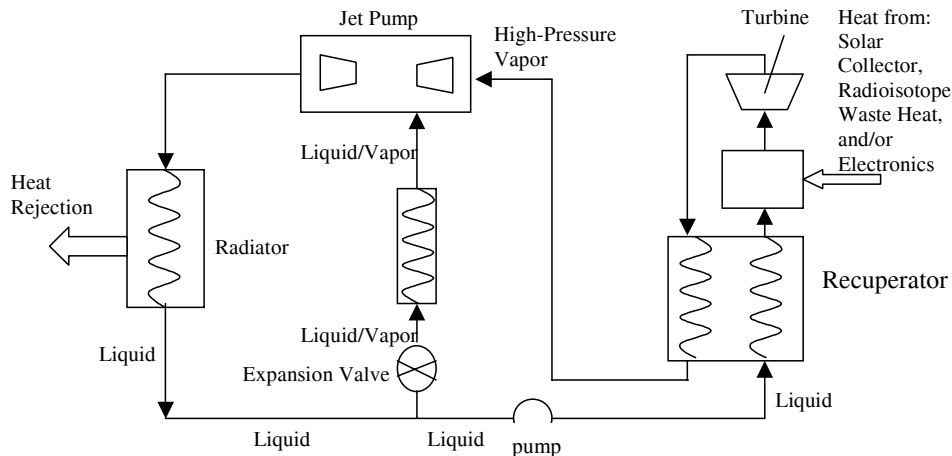 Jet Pump
High-Pressure
Vapor
Turbine
Heat from:
Solar
Collector,
Radioisotope
Waste Heat,
and/or
Electronics
Liquid/Vapor
Heat
Rejection
Radiator
Recuperator
Liquid/Vapor
Liquid
Expansion Valve
Liquid
Liquid
Liquid
pump